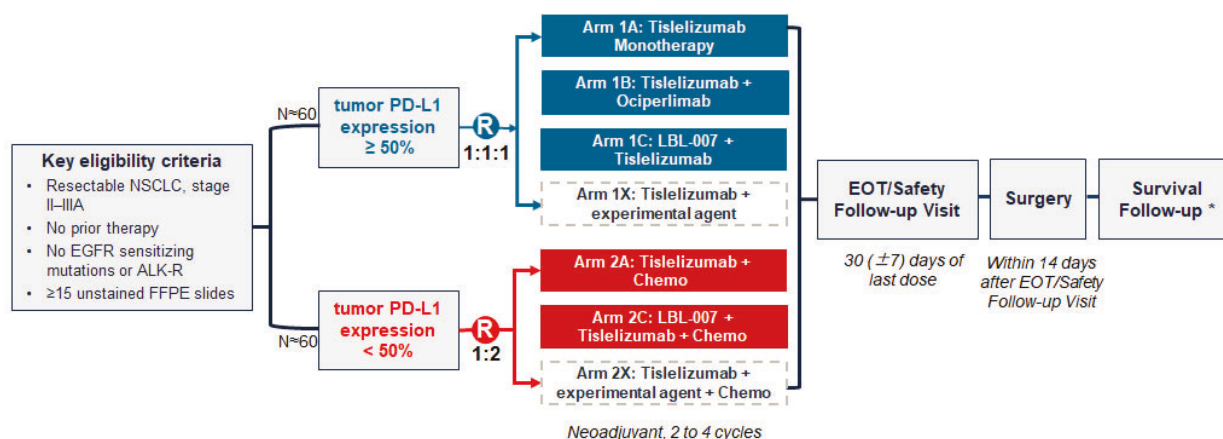 Key eligibility criteria
• Resectable NSCLC, stage
II–IIIA
• No prior therapy
• No EGFR sensitizing
mutations or ALK-R
• ≥15 unstained FFPE slides
N≈60
tumor PD-L1
expression
≥ 50%
R
1:1:1
Arm 1A: Tislelizumab
Monotherapy
Arm 1B: Tislelizumab +
Ociperlimab
Arm 1C: LBL-007 +
Tislelizumab
Arm 1X: Tislelizumab +
experimental agent
N≈60
tumor PD-L1
expression
< 50%
R
1:2
Arm 2A: Tislelizumab +
Chemo
Arm 2C: LBL-007 +
Tislelizumab + Chemo
Arm 2X: Tislelizumab +
experimental agent + Chemo
Neoadjuvant, 2 to 4 cycles
EOT/Safety
Follow-up Visit
30 (±7) days of
last dose
Surgery
Within 14 days
after EOT/Safety
Follow-up Visit
Survival
Follow-up *